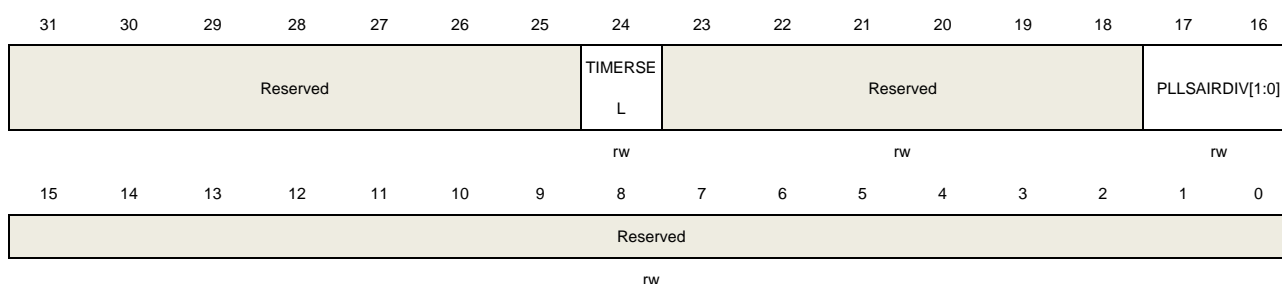 31 30 29 28 27 26 25 24 23 22 21 20 19 18 17 16
Reserved TIMERSE
L Reserved PLLSAIRDIV[1:0]
rw rw rw
15 14 13 12 11 10 9 8 7 6 5 4 3 2 1 0
Reserved
rw